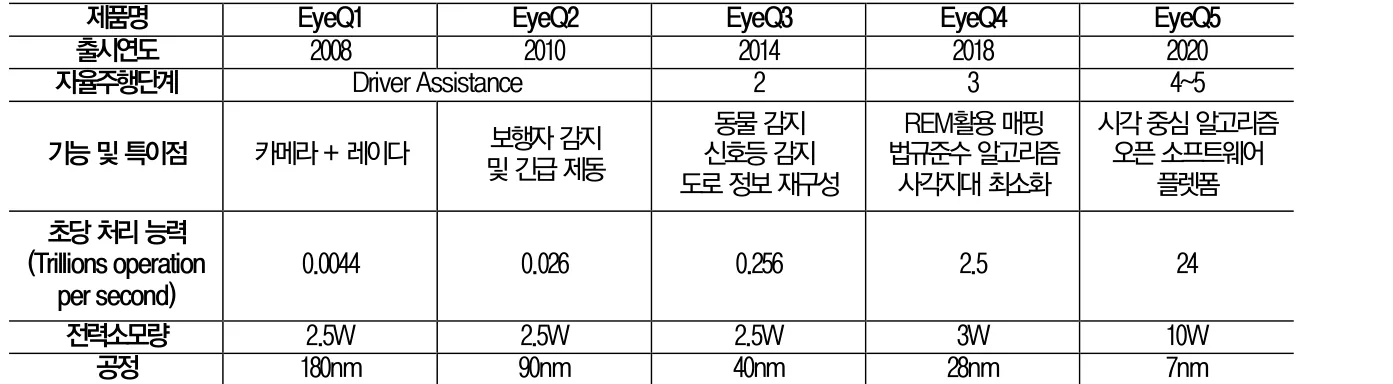 제품명 EyeQ1 EyeQ2 EyeQ3 EyeQ4 EyeQ5
출시연도 2008 2010 2014 2018 2020
자율주행단계 Driver Assistance 2 3 4~5
기능 및 특이점
카메라 + 레이다
보행자 감지
및 긴급 제동
동물 감지
신호등 감지
도로 정보 재구성
REM활용 매핑
법규준수 알고리즘
사각지대 최소화
시각 중심 알고리즘
오픈 소프트웨어
플렛폼
초당 처리 능력
(Trillions operation
per second)
0.0044 0.026 0.256 2.5 24
전력소모량 2.5W 2.5W 2.5W 3W 10W
공정 180nm 90nm 40nm 28nm 7nm